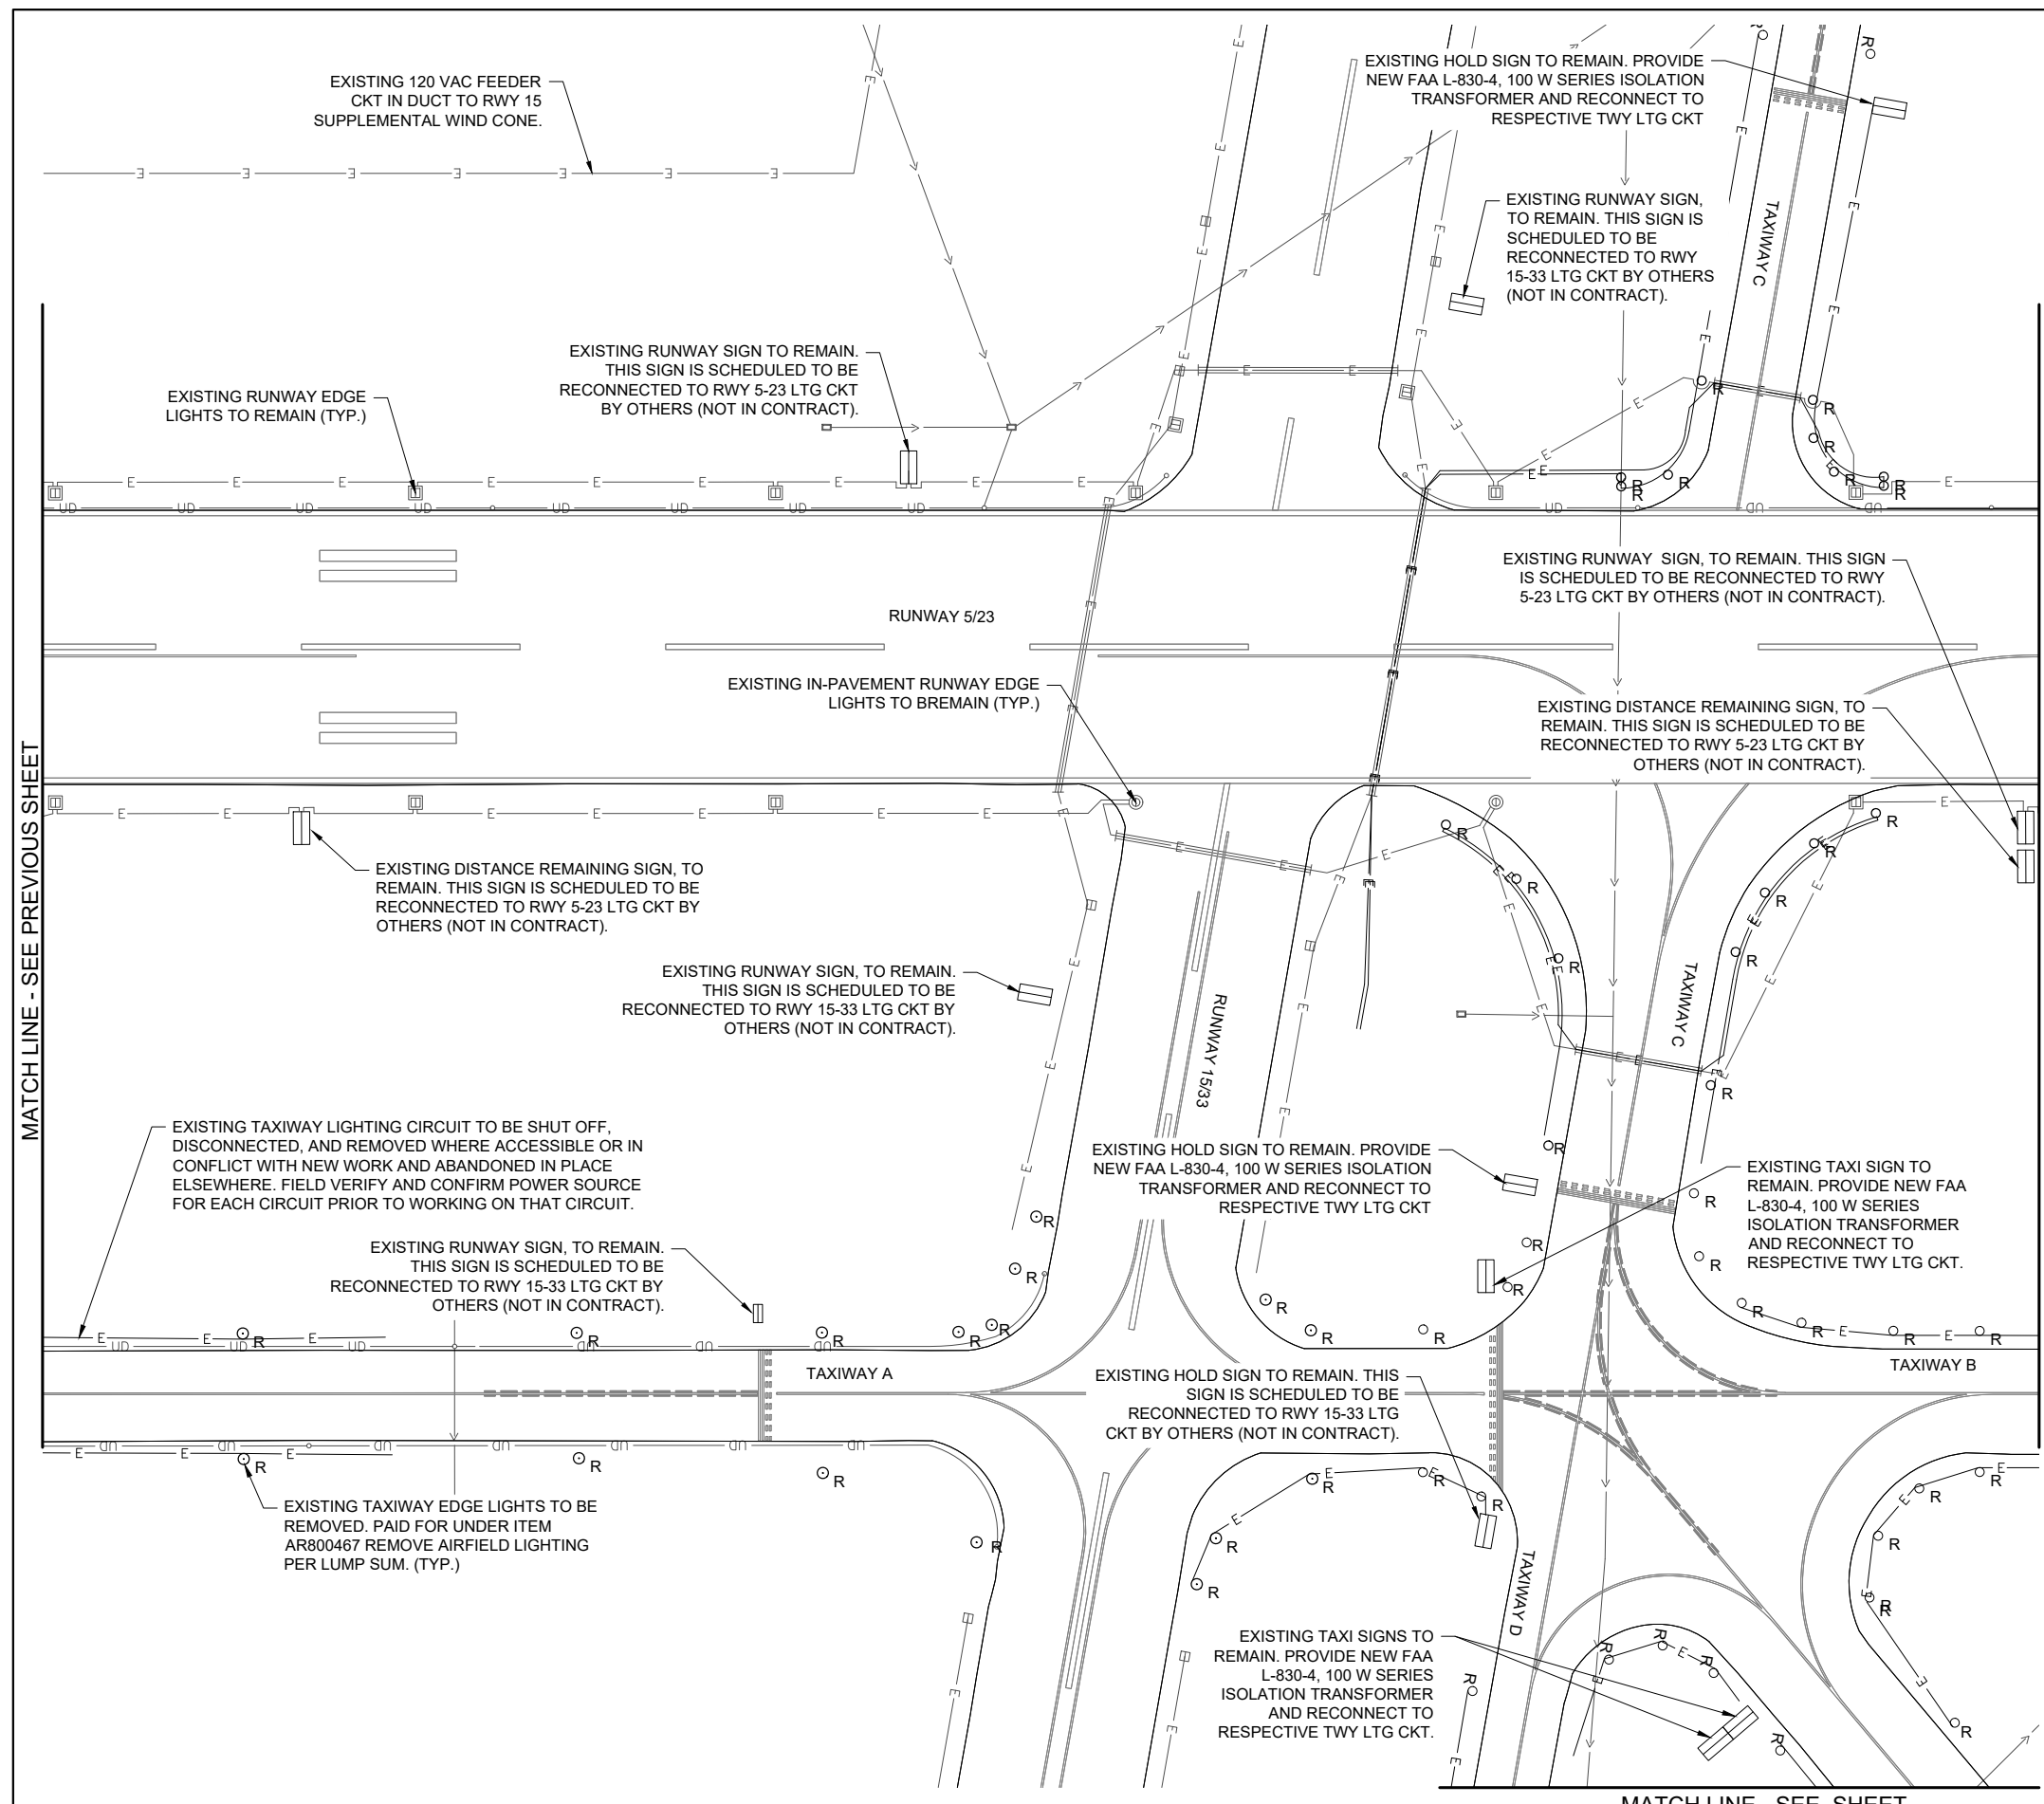 EXISTING 120 VAC FEEDER
CKT IN DUCT TO RWY 15
SUPPLEMENTAL WIND CONE.
EXISTING HOLD SIGN TO REMAIN. PROVIDE
NEW FAA L-830-4, 100 W SERIES ISOLATION
TRANSFORMER AND RECONNECT TO
RESPECTIVE TWY LTG CKT
EXISTING RUNWAY SIGN,
TO REMAIN. THIS SIGN IS
SCHEDULED TO BE
RECONNECTED TO RWY
15-33 LTG CKT BY OTHERS
(NOT IN CONTRACT).
TAXIWAY C
EXISTING RUNWAY SIGN TO REMAIN.
THIS SIGN IS SCHEDULED TO BE
RECONNECTED TO RWY 5-23 LTG CKT
BY OTHERS (NOT IN CONTRACT).
EXISTING RUNWAY EDGE
LIGHTS TO REMAIN (TYP.)
EXISTING RUNWAY SIGN, TO REMAIN. THIS SIGN
IS SCHEDULED TO BE RECONNECTED TO RWY
5-23 LTG CKT BY OTHERS (NOT IN CONTRACT).
RUNWAY 5/23
EXISTING IN-PAVEMENT RUNWAY EDGE
LIGHTS TO BREMAIN (TYP.)
EXISTING DISTANCE REMAINING SIGN, TO
REMAIN. THIS SIGN IS SCHEDULED TO BE
RECONNECTED TO RWY 5-23 LTG CKT BY
OTHERS (NOT IN CONTRACT).
MATCH LINE - SEE PREVIOUS SHEET
EXISTING DISTANCE REMAINING SIGN, TO
REMAIN. THIS SIGN IS SCHEDULED TO BE
RECONNECTED TO RWY 5-23 LTG CKT BY
OTHERS (NOT IN CONTRACT).
EXISTING RUNWAY SIGN, TO REMAIN.
THIS SIGN IS SCHEDULED TO BE
RECONNECTED TO RWY 15-33 LTG CKT BY
OTHERS (NOT IN CONTRACT).
RUNWAY 15/33
TAXIWAY C
EXISTING TAXIWAY LIGHTING CIRCUIT TO BE SHUT OFF,
DISCONNECTED, AND REMOVED WHERE ACCESSIBLE OR IN
CONFLICT WITH NEW WORK AND ABANDONED IN PLACE
ELSEWHERE. FIELD VERIFY AND CONFIRM POWER SOURCE
FOR EACH CIRCUIT PRIOR TO WORKING ON THAT CIRCUIT.
EXISTING HOLD SIGN TO REMAIN. PROVIDE
NEW FAA L-830-4, 100 W SERIES ISOLATION
TRANSFORMER AND RECONNECT TO
RESPECTIVE TWY LTG CKT
EXISTING TAXI SIGN TO
REMAIN. PROVIDE NEW FAA
L-830-4, 100 W SERIES
ISOLATION TRANSFORMER
AND RECONNECT TO
RESPECTIVE TWY LTG CKT.
EXISTING RUNWAY SIGN, TO REMAIN.
THIS SIGN IS SCHEDULED TO BE
RECONNECTED TO RWY 15-33 LTG CKT BY
OTHERS (NOT IN CONTRACT).
TAXIWAY A
TAXIWAY B
EXISTING HOLD SIGN TO REMAIN. THIS
SIGN IS SCHEDULED TO BE
RECONNECTED TO RWY 15-33 LTG
CKT BY OTHERS (NOT IN CONTRACT).
EXISTING TAXIWAY EDGE LIGHTS TO BE
REMOVED. PAID FOR UNDER ITEM
AR800467 REMOVE AIRFIELD LIGHTING
PER LUMP SUM. (TYP.)
TAXIWAY D
EXISTING TAXI SIGNS TO
REMAIN. PROVIDE NEW FAA
L-830-4, 100 W SERIES
ISOLATION TRANSFORMER
AND RECONNECT TO
RESPECTIVE TWY LTG CKT.
MATCH LINE - SEE SHEET